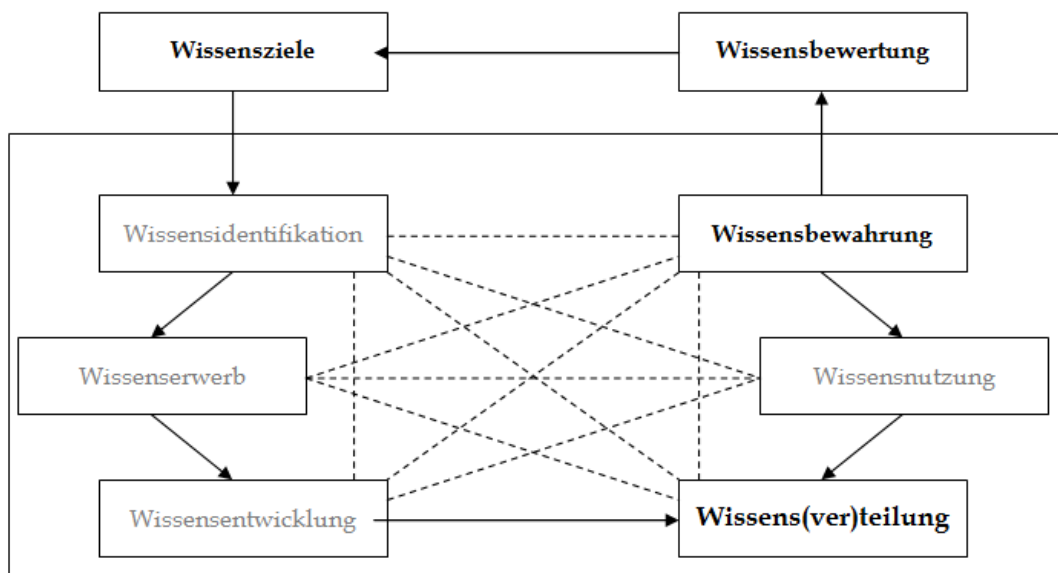 Wissensziele
Wissensbewertung
Wissensidentifikation
Wissensbewahrung
Wissenserwerb
Wissensnutzung
Wissensentwicklung
Wissens(ver)teilung